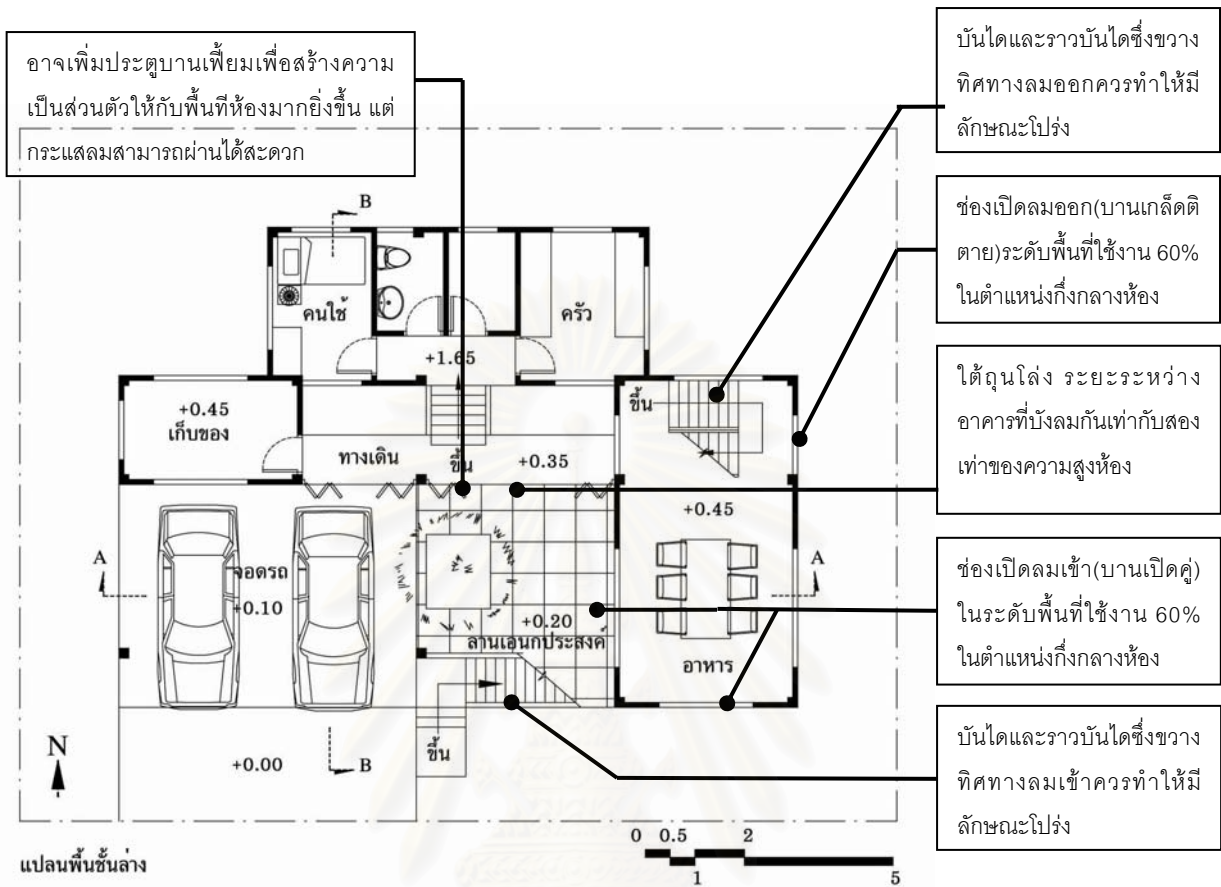 อาจเพิ่มประตูบานเฟี้ยมเพื่อสร้างความ
เป็นส่วนตัวให้กับพื้นที่ห้องมากยิ่งขึ้น แต่
กระแสลมสามารถผ่านได้สะดวก
บันไดและราวบันไดซึ่งขวาง
ทิศทางลมออกควรทำให้มี
ลักษณะโปร่ง
ช่องเปิดลมออก(บานเกล็ดติ
ตาย)ระดับพื้นที่ใช้งาน 60%
ในตำแหน่งกึ่งกลางห้อง
ใต้ถุนโล่ง ระยะระหว่าง
อาคารที่บังลมกันเท่ากับสอง
เท่าของความสูงห้อง
ช่องเปิดลมเข้า(บานเปิดคู่)
ในระดับพื้นที่ใช้งาน 60%
ในตำแหน่งกึ่งกลางห้อง
บันไดและราวบันไดซึ่งขวาง
ทิศทางลมเข้าควรทำให้มี
ลักษณะโปร่ง
B
คนใช้
ครัว
+1.65
+0.45
เก็บของ
ขึ้น
ทางเดิน
ขึ้น
+0.35
+0.45
A
จอดรถ
+0.10
A
+0.20
ลานเอนกประสงค์
อาหาร
N
+0.00
B
ขึ้น
0 0.5 2
1 5
แปลนพื้นชั้นล่าง